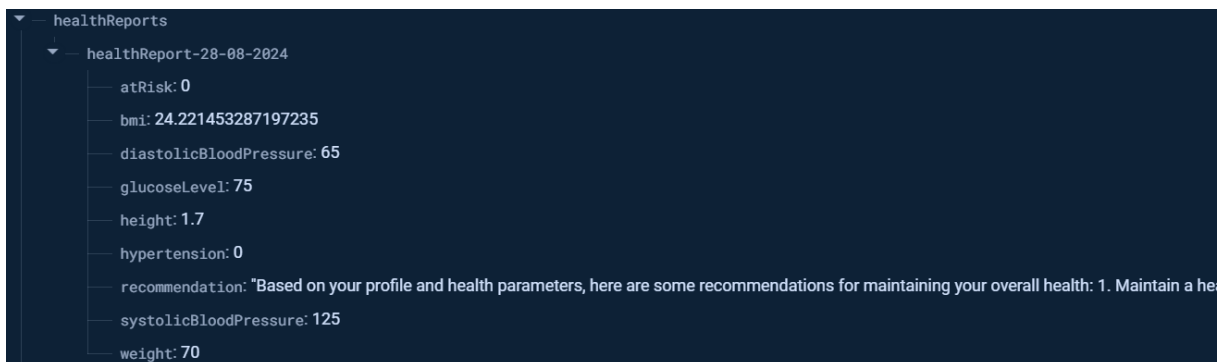 healthReports
healthReport-28-08-2024
atRisk: 0
bmi: 24.221453287197235
diastolicBloodPressure: 65
glucoseLevel: 75
height: 1.7
hypertension: 0
recommendation: "Based on your profile and health parameters, here are some recommendations for maintaining your overall health: 1. Maintain a hea
systolicBloodPressure: 125
weight: 70